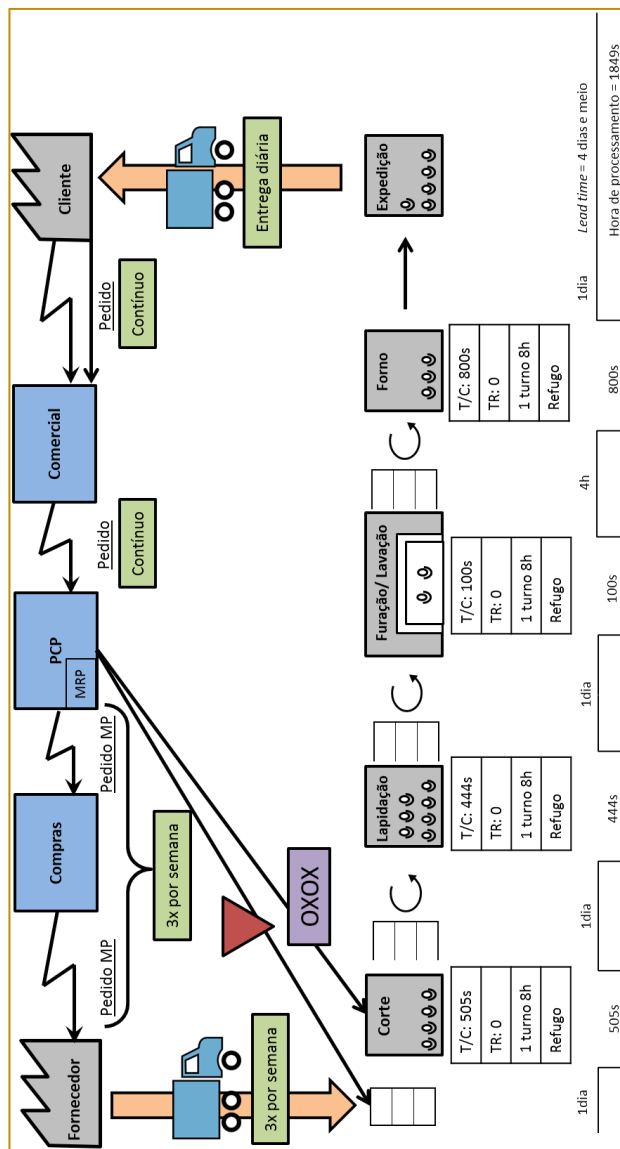 Fornecedor
Pedido MP
Compras
Pedido MP
3x por semana
PCP
MRP
Pedido
Contínuo
Comercial
Pedido
Contínuo
Cliente
3x por semana
OXOX
Entrega diária
Corte
T/C: 505s
TR: 0
1 turno 8h
Refugo
Lapidação
T/C: 444s
TR: 0
1 turno 8h
Refugo
Furação/ Lavação
T/C: 100s
TR: 0
1 turno 8h
Refugo
Forno
T/C: 800s
TR: 0
1 turno 8h
Refugo
Expedição
1dia
505s
1dia
444s
1dia
100s
4h
800s
1dia
Lead time = 4 dias e meio
Hora de processamento = 1849s